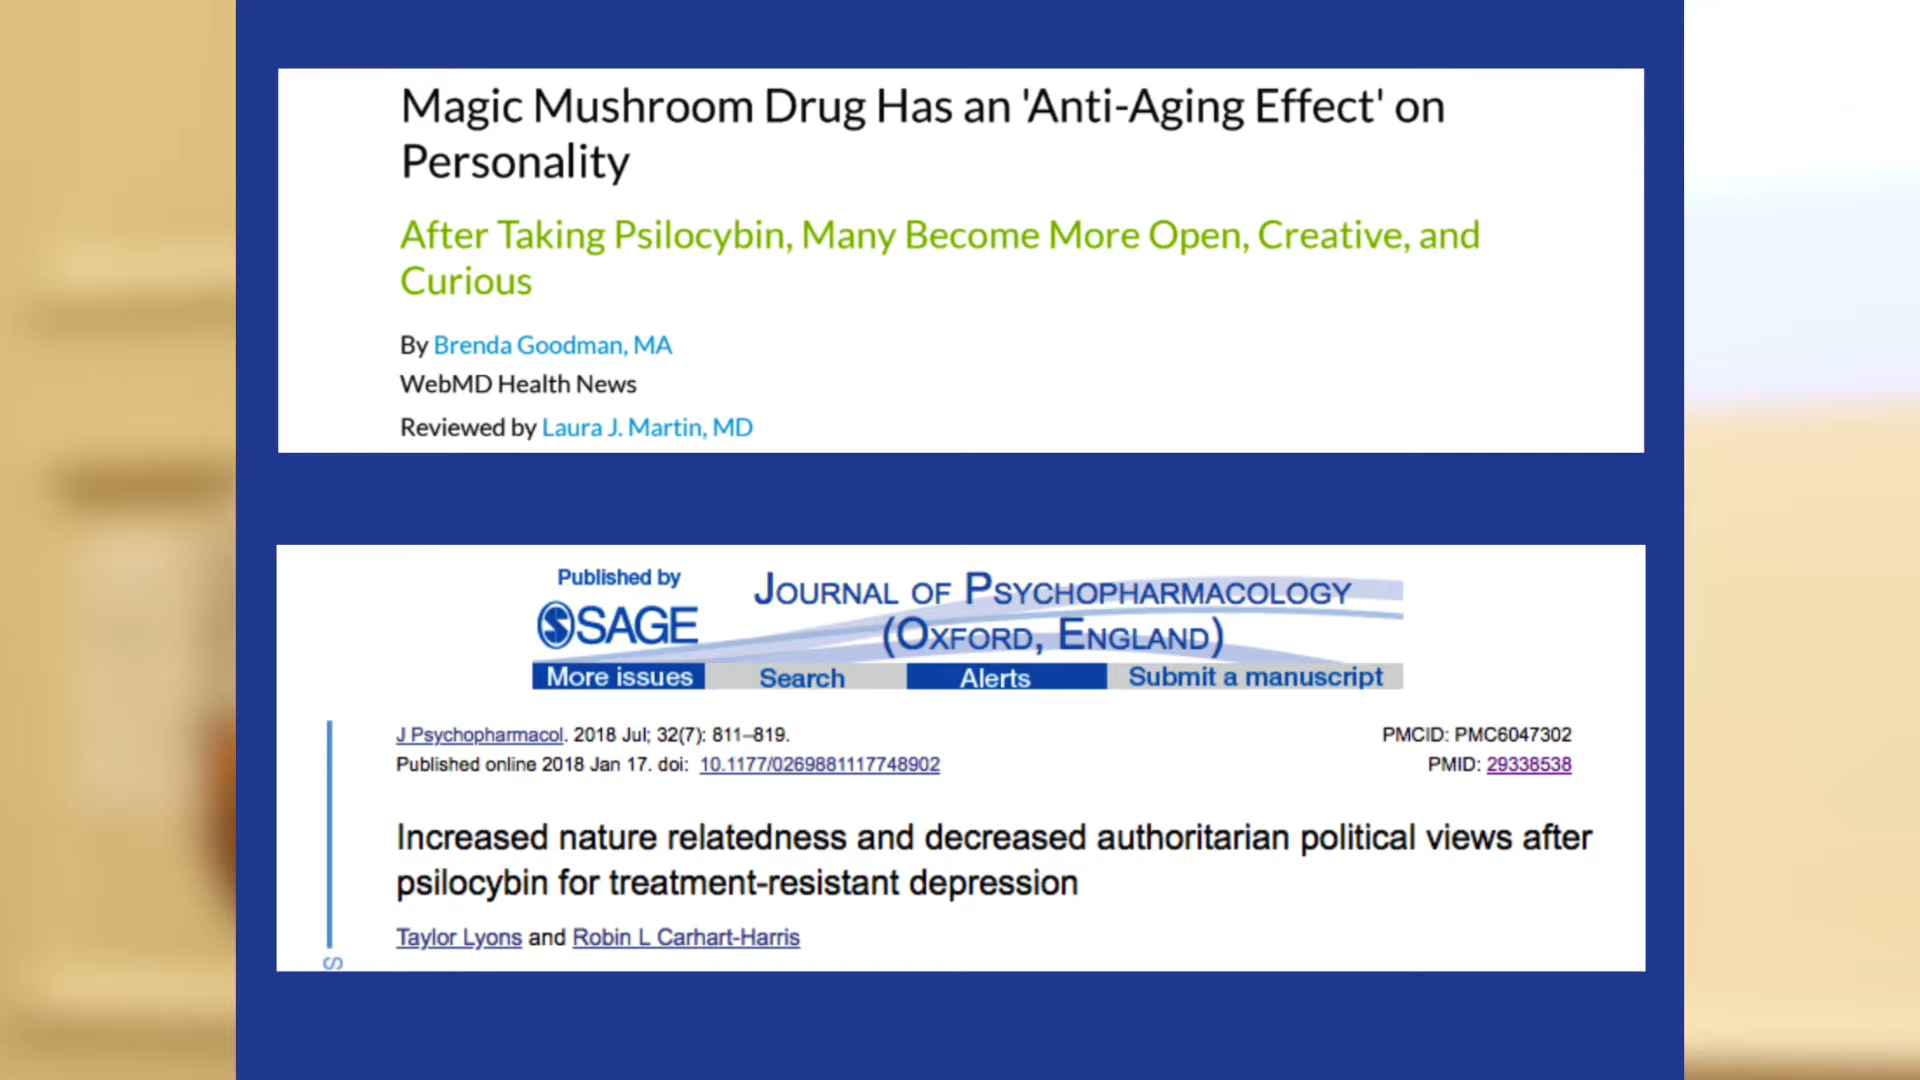 Magic Mushroom Drug Has an 'Anti-Aging Effect' on
Personality
After Taking Psilocybin, Many Become More Open, Creative, and
Curious
By Brenda Goodman, MA
WebMD Health News
Reviewed by Laura J. Martin, MD
Published by
SAGE
JOURNAL OF PSYCHOPHARMACOLOGY
(OXFORD, ENGLAND)
More issues Search Alerts Submit a manuscript
J Psychopharmacol. 2018 Jul; 32(7): 811–819.
Published online 2018 Jan 17. doi: 10.1177/0269881117748902
PMCID: PMC6047302
PMID: 29338538
Increased nature relatedness and decreased authoritarian political views after
psilocybin for treatment-resistant depression
Taylor Lyons and Robin L Carhart-Harris
S